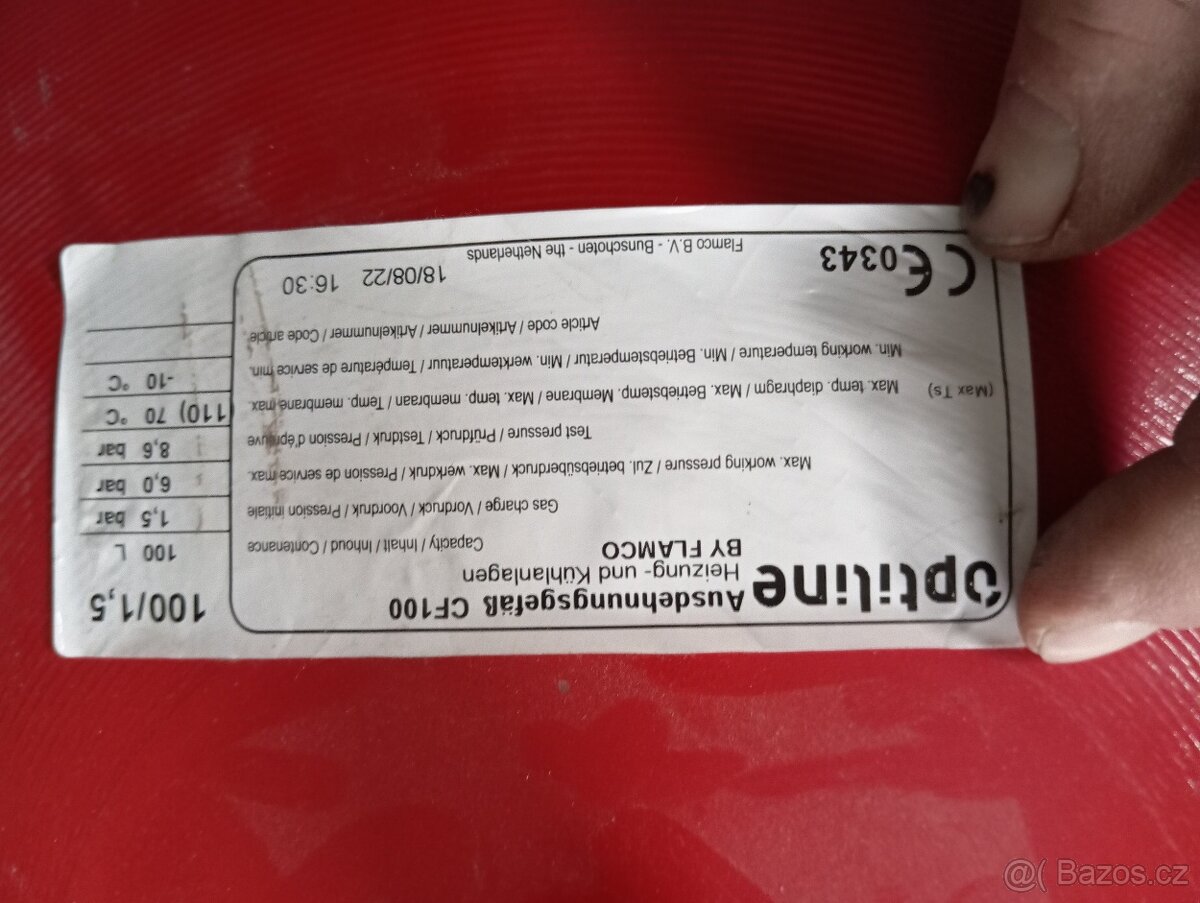 optiline
BY FLAMCO
Ausdehnungsgefäß CF100
Heizung- und Kühlanlagen
100/1,5
Capacity / Inhalt / Inhoud / Contenance 100 L
Gas charge / Vordruck / Voordruk / Pression initiale 1,5 bar
Max. working pressure / Zul. betriebsüberdruck / Max. werkdruk / Pression de service max. 6,0 bar
Test pressure / Prüfdruck / Testdruk / Pression d'épreuve 8,6 bar
(Max Ts) Max. temp. diaphragm / Max. Betriebstemp. Membrane / Max. temp. membraan / Temp. membrane max. (110) 70 °C
Min. working temperature / Min. Betriebstemperatur / Min. werktemperatuur / Température de service min. -10 °C
Article code / Artikelnummer / Artikelnummer / Code article
CE0343
18/08/22 16:30
Flamco B.V. - Bunschoten - the Netherlands
@( Bazos.cz